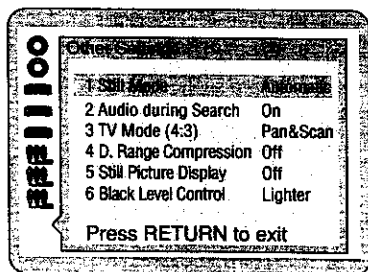 Other Settings
1 Still Mode Automatic
2 Audio during Search On
3 TV Mode (4:3) Pan&Scan
4 D. Range Compression Off
5 Still Picture Display Off
6 Black Level Control Lighter
Press RETURN to exit